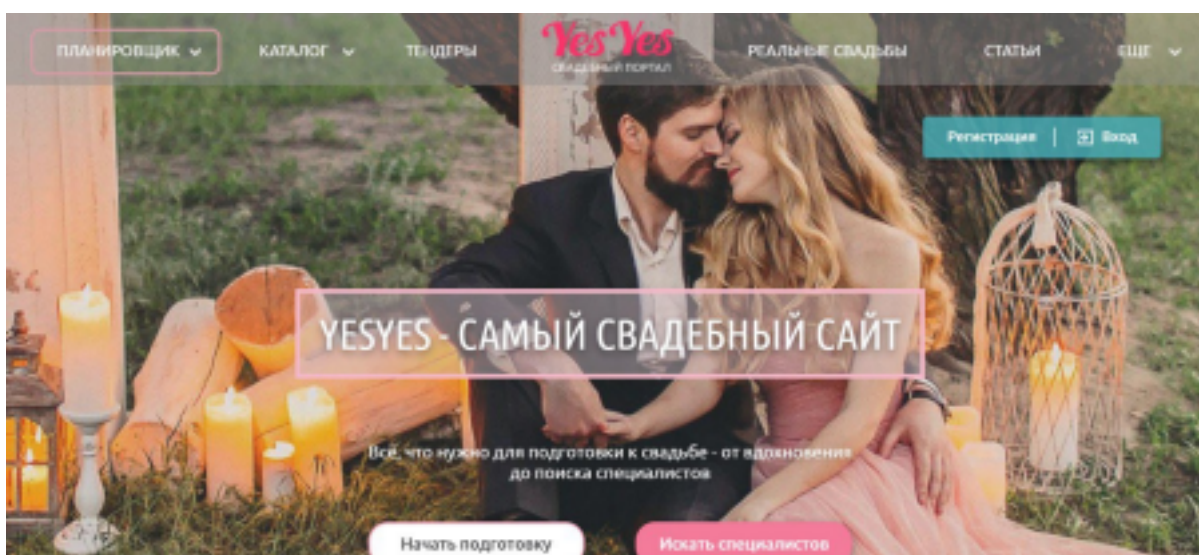 ПЛАНИРОВЩИК
КАТАЛОГ
ТЕНДЕРЫ
Yes Yes
СВАДЕБНЫЙ ПОРТАЛ
РЕАЛЬНЫЕ СВАДЬБЫ
СТАТЬИ
ЕЩЕ
Регистрация
Вход
YESYES - САМЫЙ СВАДЕБНЫЙ САЙТ
Всё, что нужно для подготовки к свадьбе - от вдохновения
до поиска специалистов
Начать подготовку
Искать специалистов